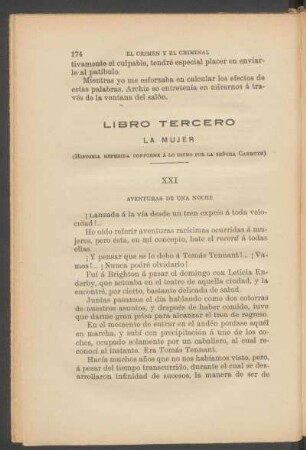 174 EL CRIMEN Y EL CRIMINAL
tivamente el culpable, tendré especial placer en enviar-
le al patíbulo.
Mientras yo me esforzaba en calcular los efectos de
estas palabras, Archie se entretenía en mirarnos á tra-
vés de la ventana del salón.
LIBRO TERCERO
LA MUJER
(HISTORIA REFERIDA CONFORME Á LO DICHO POR LA SEÑORA CARRUTH)
XXI
AVENTURAS DE UNA NOCHE
¡Lanzada á la vía desde un tren exprés á toda velo-
cidad!...
He oído referir aventuras rarísimas ocurridas á mu-
jeres, pero ésta, en mi concepto, bate el record á todas
ellas.
¡Y pensar que se lo debo á Tomás Tennant!... ¡Va-
mos!... ¡Nunca podré olvidarlo!
Fuí á Brighton á pasar el domingo con Leticia En-
derby, que actuaba en el teatro de aquella ciudad, y la
encontré, por cierto, bastante delicada de salud.
Juntas pasamos el día hablando como dos cotorras
de nuestros asuntos, y después de haber comido, tuve
que darme gran prisa para alcanzar el tren de regreso.
En el momento de entrar en el andén poníase aquél
en marcha, y subí con precipitación á uno de los co-
ches, ocupado solamente por un caballero, al cual re-
conocí al instante. Era Tomás Tennant.
Hacía muchos años que no nos habíamos visto, pero,
á pesar del tiempo transcurrido, durante el cual se des-
arrollaron infinidad de sucesos, la manera de ser de